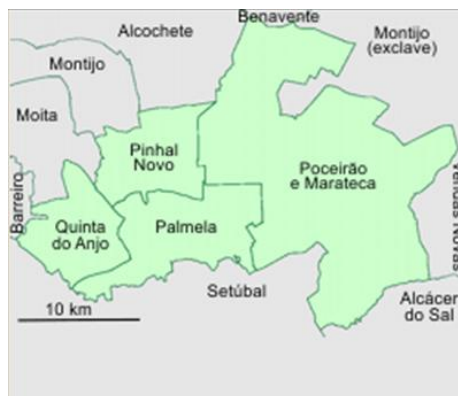 Benavente
Alcochete
Montijo
(exclave)
Montijo
Moita
Pinhal
Novo
Poceirão
e Marateca
Barreiro
Quinta
do Anjo
Palmela
Setúbal
Alcácer
do Sal
10 km